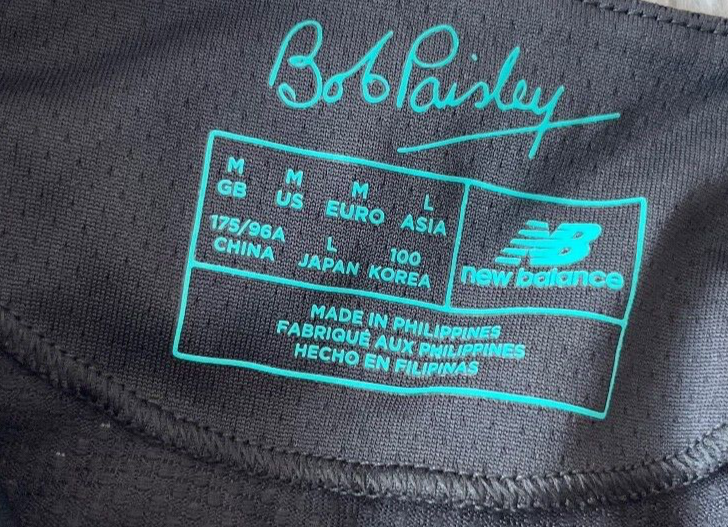 Bob Paisley
M M M L
GB US EURO ASIA
175/96A L 100
CHINA JAPAN KOREA
NB
new balance
MADE IN PHILIPPINES
FABRIQUÉ AUX PHILIPPINES
HECHO EN FILIPINAS